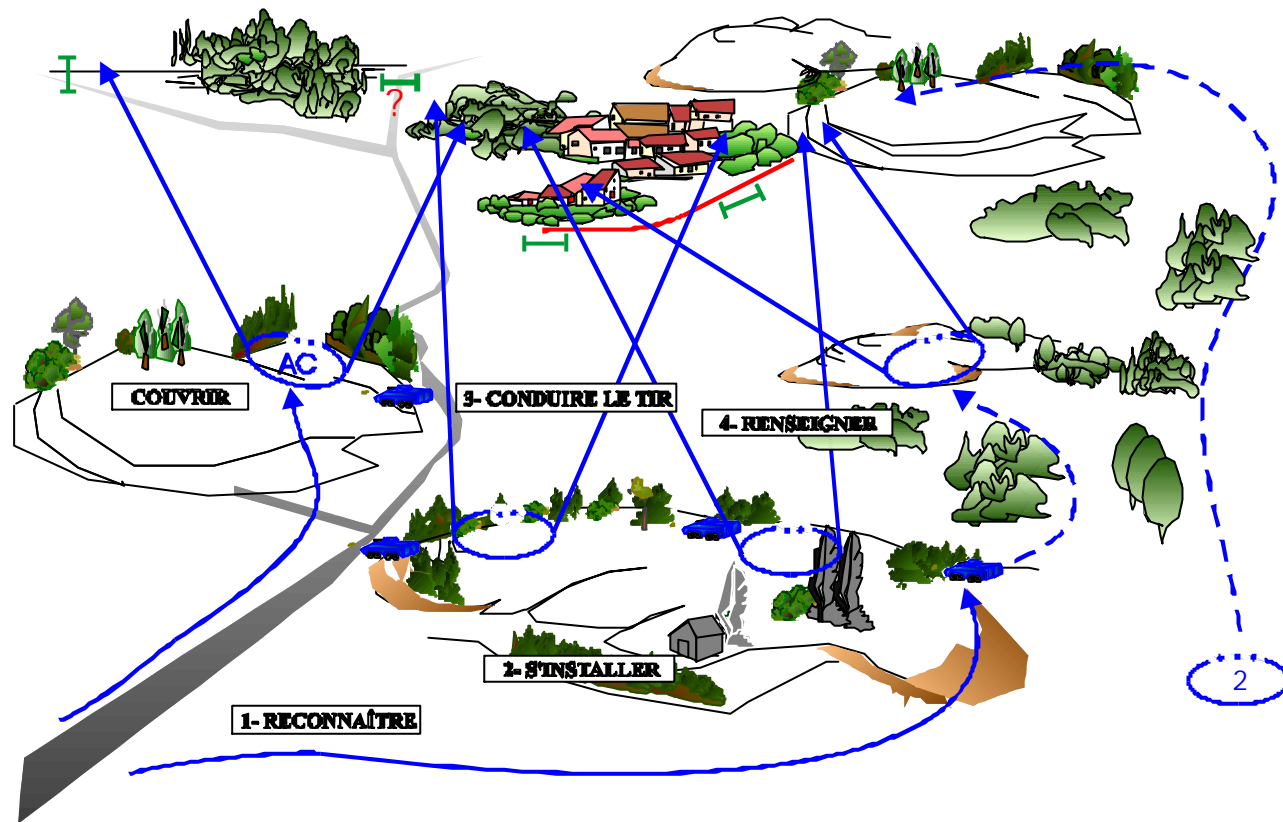 ?
AC
COUVRIR
3- CONDUIRE LE TIR
4- RENSEIGNER
2- S'INSTALLER
2
1- RECONNAÎTRE